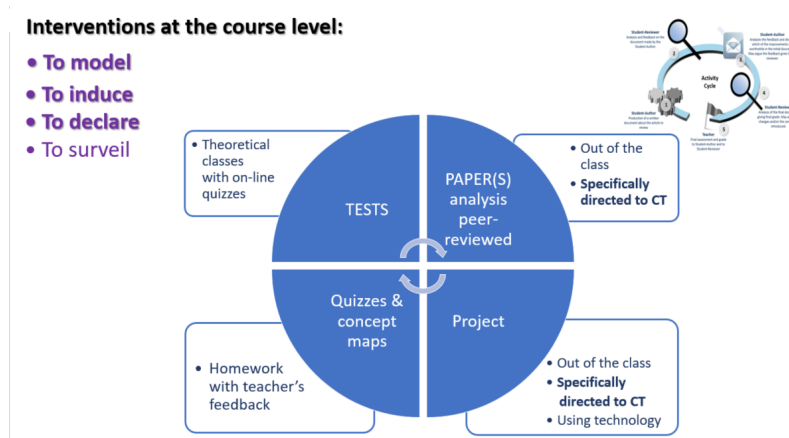 Interventions at the course level:
• To model
• To induce
• To declare
• To surveil
• Theoretical
classes
with on-line
quizzes
TESTS
PAPER(S)
analysis
peer-
reviewed
• Out of the
class
• Specifically
directed to CT
Quizzes &
concept
maps
Project
• Homework
with teacher's
feedback
• Out of the class
• Specifically
directed to CT
• Using technology
Student-Reviewer
Student-Author
Activity
Cycle
Student-Author
Teacher